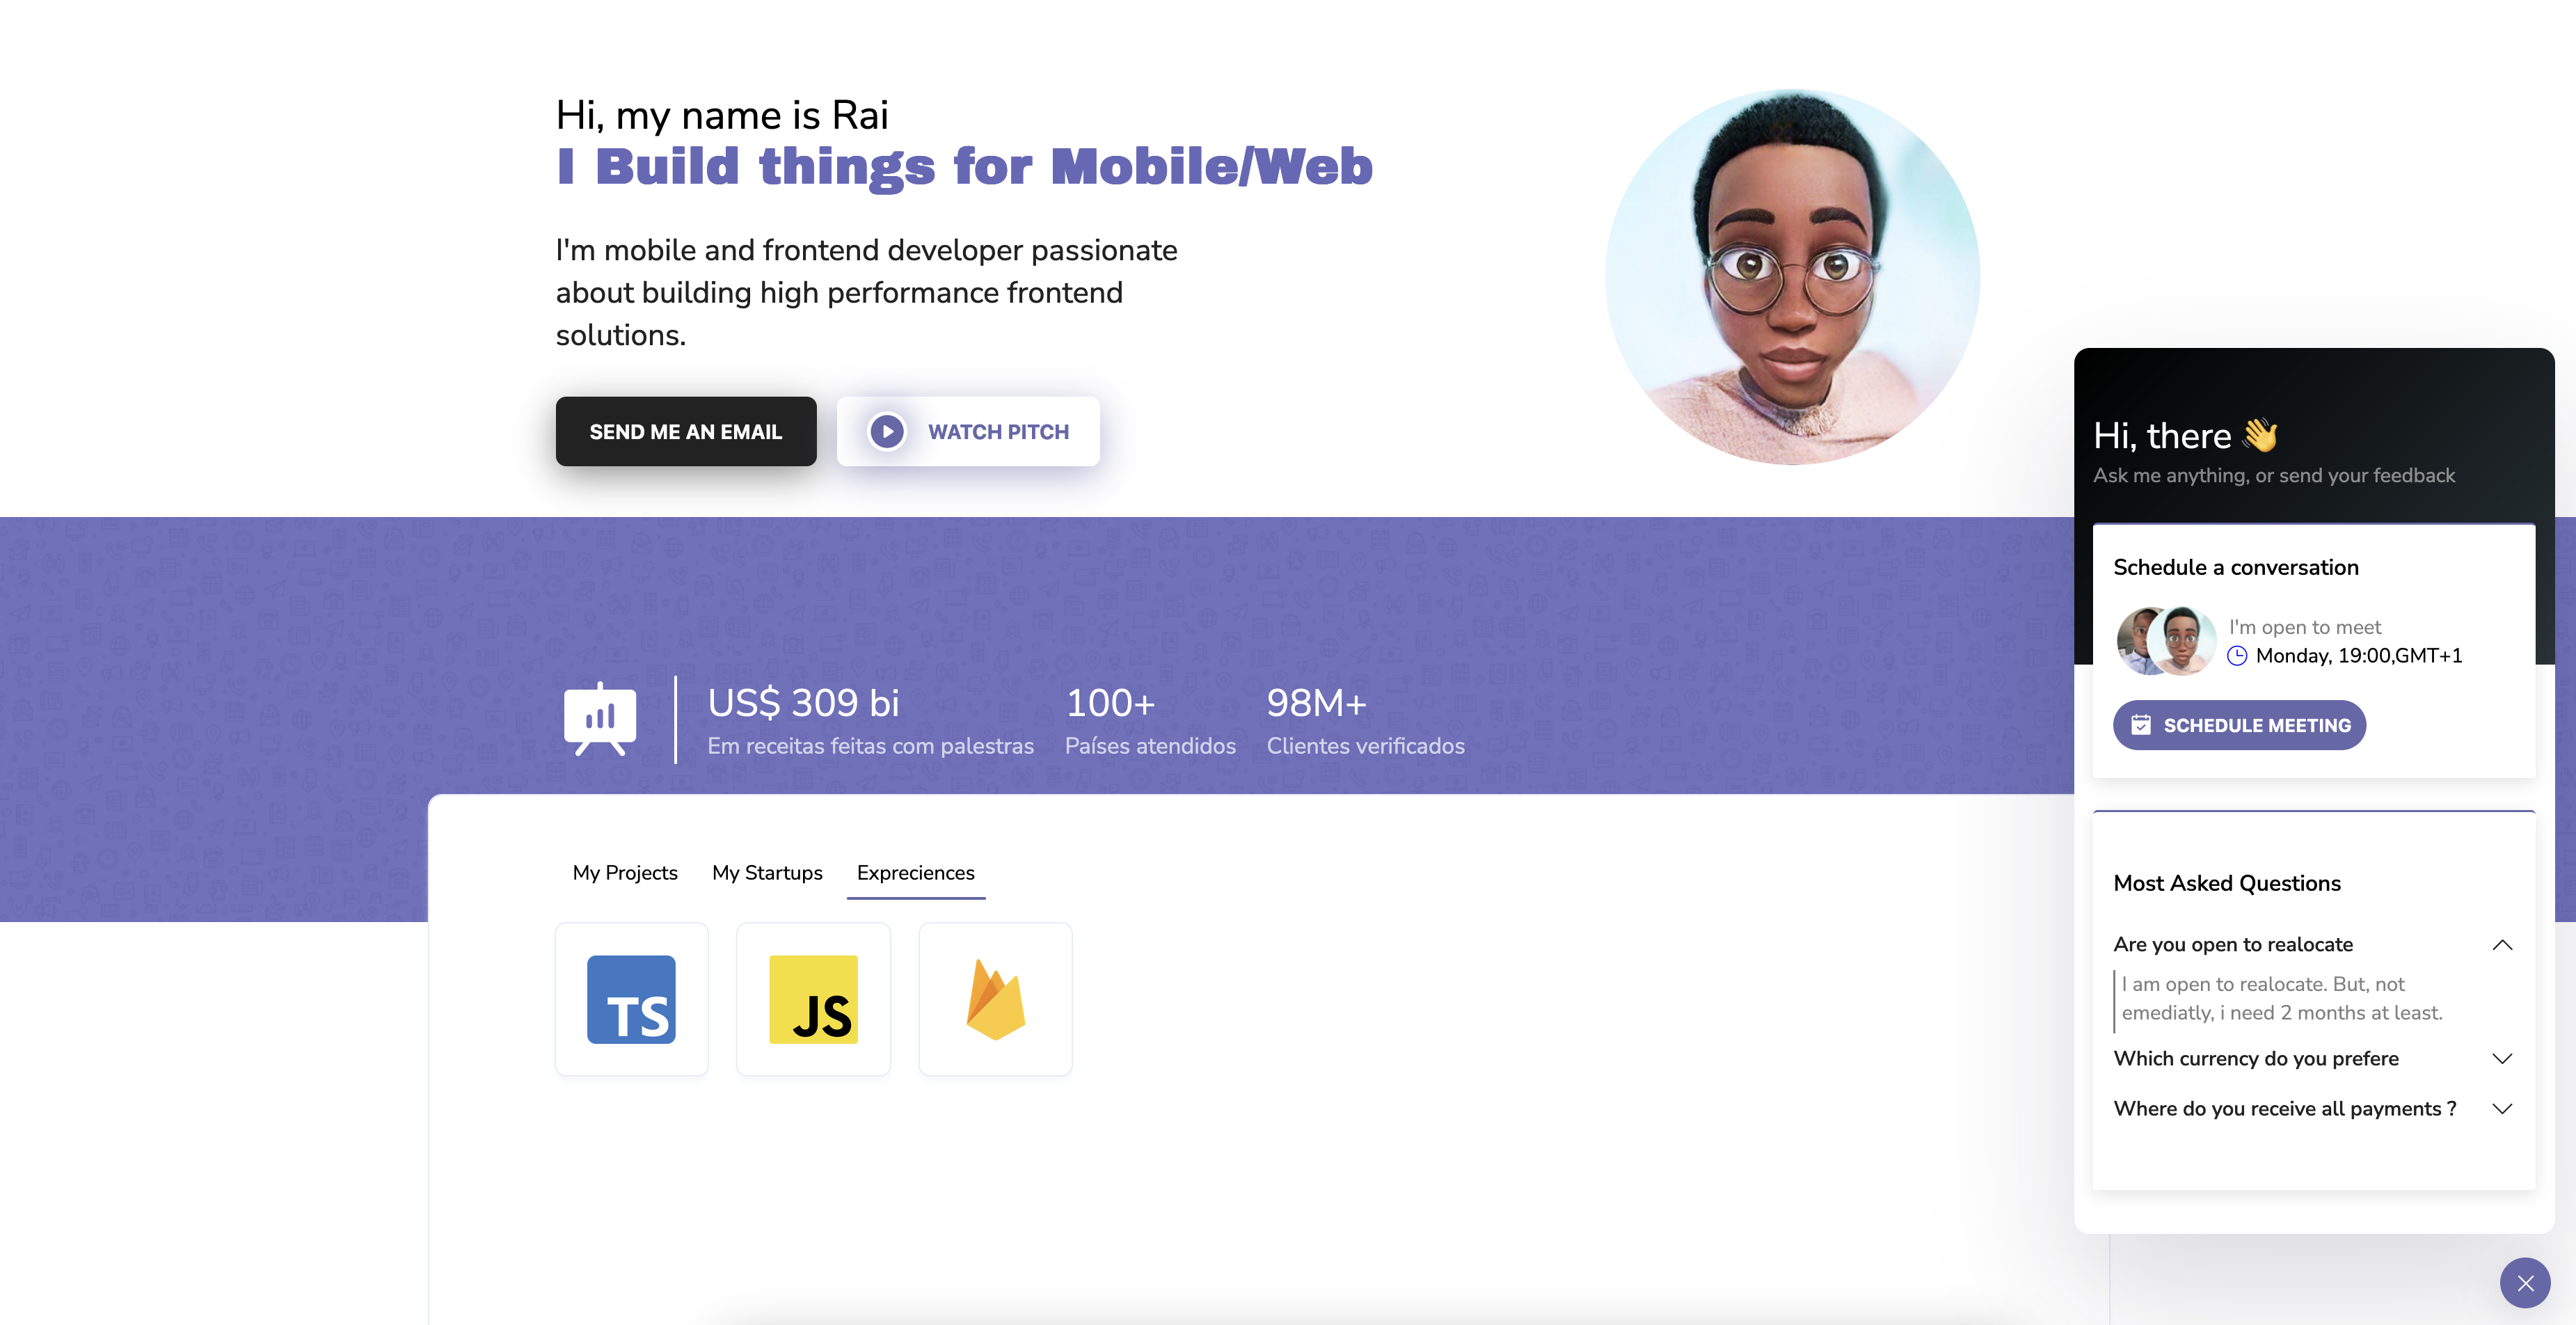 Hi, my name is Rai
I Build things for Mobile/Web
I'm mobile and frontend developer passionate
about building high performance frontend
solutions.
SEND ME AN EMAIL
WATCH PITCH
US$ 309 bi
Em receitas feitas com palestras
100+
Países atendidos
98M+
Clientes verificados
My Projects
My Startups
Expreciences
TS
JS
Hi, there 👋
Ask me anything, or send your feedback
Schedule a conversation
I'm open to meet
Monday, 19:00,GMT+1
SCHEDULE MEETING
Most Asked Questions
Are you open to realocate
I am open to realocate. But, not
emediatly, i need 2 months at least.
Which currency do you prefere
Where do you receive all payments ?